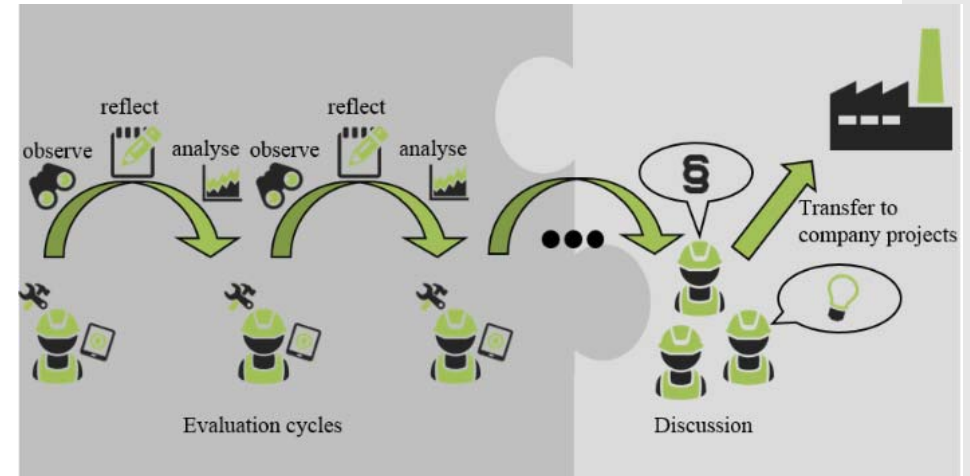 reflect
reflect
observe
analyse
observe
analyse
§
Transfer to
company projects
Evaluation cycles
Discussion